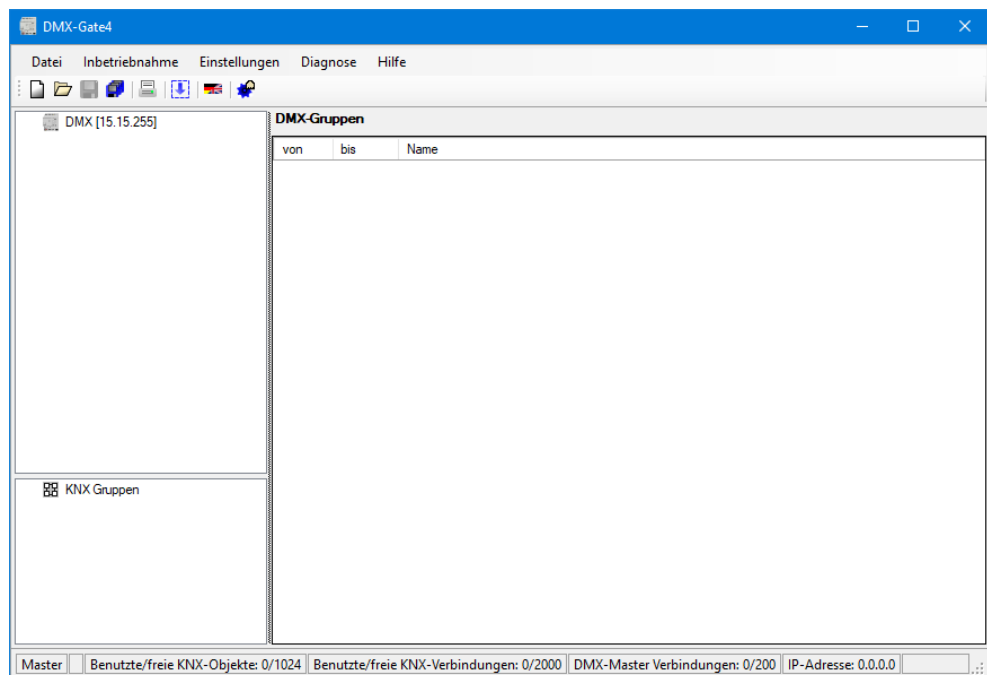 DMX-Gate4
Datei Inbetriebnahme Einstellungen Diagnose Hilfe
DMX [15.15.255]
DMX-Gruppen
von bis Name
KNX Gruppen
Master Benutzte/freie KNX-Objekte: 0/1024 Benutzte/freie KNX-Verbindungen: 0/2000 DMX-Master Verbindungen: 0/200 IP-Adresse: 0.0.0.0